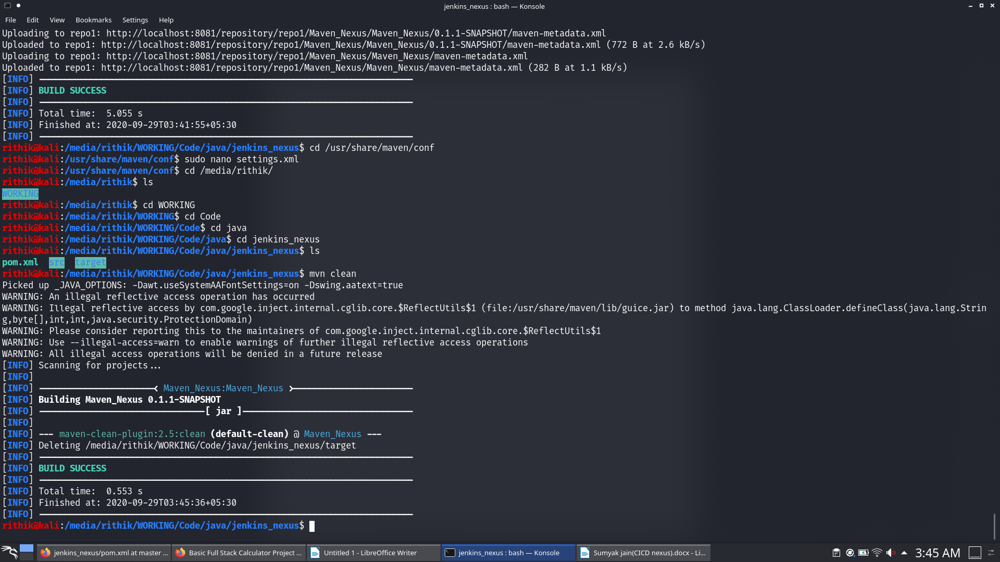 jenkins_nexus : bash — Konsole
File Edit View Bookmarks Settings Help
Uploading to repo1: http://localhost:8081/repository/repo1/Maven_Nexus/Maven_Nexus/0.1.1-SNAPSHOT/maven-metadata.xml
Uploaded to repo1: http://localhost:8081/repository/repo1/Maven_Nexus/Maven_Nexus/0.1.1-SNAPSHOT/maven-metadata.xml (772 B at 2.6 kB/s)
Uploading to repo1: http://localhost:8081/repository/repo1/Maven_Nexus/Maven_Nexus/maven-metadata.xml
Uploaded to repo1: http://localhost:8081/repository/repo1/Maven_Nexus/Maven_Nexus/maven-metadata.xml (282 B at 1.1 kB/s)
[INFO] ------------------------------------------------------------------------
[INFO] BUILD SUCCESS
[INFO] ------------------------------------------------------------------------
[INFO] Total time:  5.055 s
[INFO] Finished at: 2020-09-29T03:41:55+05:30
[INFO] ------------------------------------------------------------------------
rithik@kali:/media/rithik/WORKING/Code/java/jenkins_nexus$ cd /usr/share/maven/conf
rithik@kali:/usr/share/maven/conf$ sudo nano settings.xml
rithik@kali:/usr/share/maven/conf$ cd /media/rithik/
rithik@kali:/media/rithik$ ls
WORKING
rithik@kali:/media/rithik$ cd WORKING
rithik@kali:/media/rithik/WORKING$ cd Code
rithik@kali:/media/rithik/WORKING/Code$ cd java
rithik@kali:/media/rithik/WORKING/Code/java$ cd jenkins_nexus
rithik@kali:/media/rithik/WORKING/Code/java/jenkins_nexus$ ls
pom.xml  src  target
rithik@kali:/media/rithik/WORKING/Code/java/jenkins_nexus$ mvn clean
Picked up _JAVA_OPTIONS: -Dawt.useSystemAAFontSettings=on -Dswing.aatext=true
WARNING: An illegal reflective access operation has occurred
WARNING: Illegal reflective access by com.google.inject.internal.cglib.core.$ReflectUtils$1 (file:/usr/share/maven/lib/guice.jar) to method java.lang.ClassLoader.defineClass(java.lang.Strin
g,byte[],int,int,java.security.ProtectionDomain)
WARNING: Please consider reporting this to the maintainers of com.google.inject.internal.cglib.core.$ReflectUtils$1
WARNING: Use --illegal-access=warn to enable warnings of further illegal reflective access operations
WARNING: All illegal access operations will be denied in a future release
[INFO] Scanning for projects...
[INFO]
[INFO] ----------------------< Maven_Nexus:Maven_Nexus >-----------------------
[INFO] Building Maven_Nexus 0.1.1-SNAPSHOT
[INFO] --------------------------------[ jar ]---------------------------------
[INFO]
[INFO] --- maven-clean-plugin:2.5:clean (default-clean) @ Maven_Nexus ---
[INFO] Deleting /media/rithik/WORKING/Code/java/jenkins_nexus/target
[INFO] ------------------------------------------------------------------------
[INFO] BUILD SUCCESS
[INFO] ------------------------------------------------------------------------
[INFO] Total time:  0.553 s
[INFO] Finished at: 2020-09-29T03:45:36+05:30
[INFO] ------------------------------------------------------------------------
rithik@kali:/media/rithik/WORKING/Code/java/jenkins_nexus$
jenkins_nexus/pom.xml at master ... Basic Full Stack Calculator Project ... Untitled 1 - LibreOffice Writer jenkins_nexus : bash — Konsole Sumyak jain(CICD nexus).docx - Li... 3:45 AM